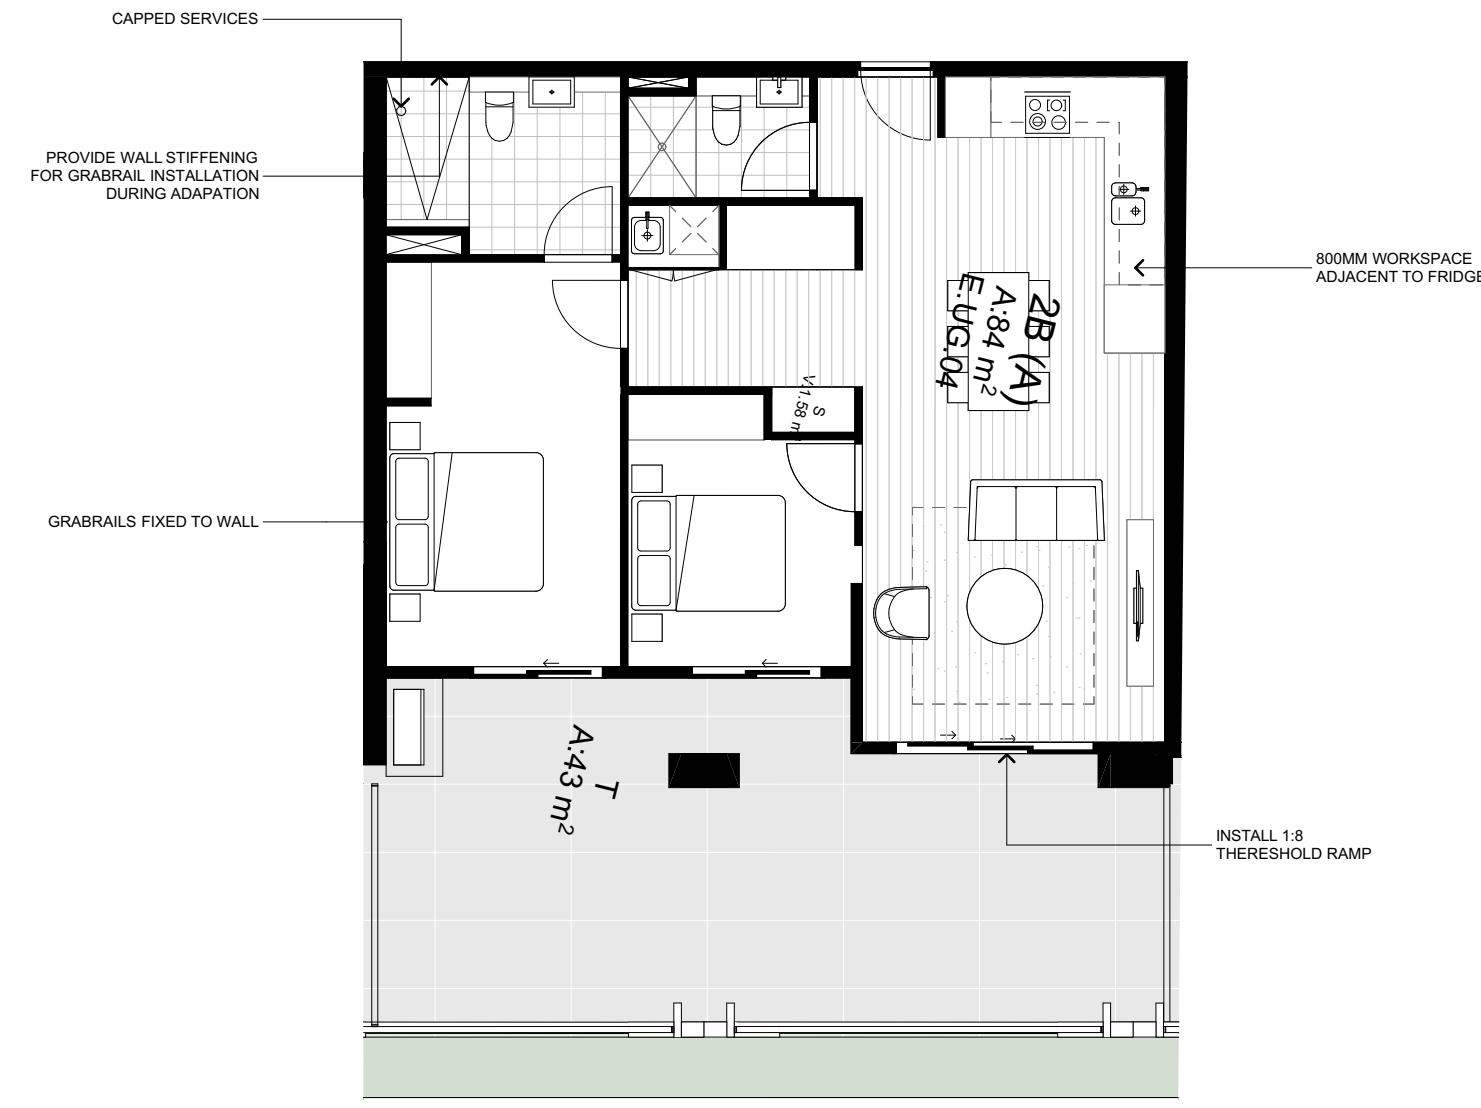 CAPPED SERVICES
PROVIDE WALL STIFFENING
FOR GRABRAIL INSTALLATION
DURING ADAPATION
800MM WORKSPACE
ADJACENT TO FRIDGE
2B (A)
A:84 m²
E.UG.04
S
V:1.58 m
GRABRAILS FIXED TO WALL
T
A:43 m²
INSTALL 1:8
THERESHOLD RAMP